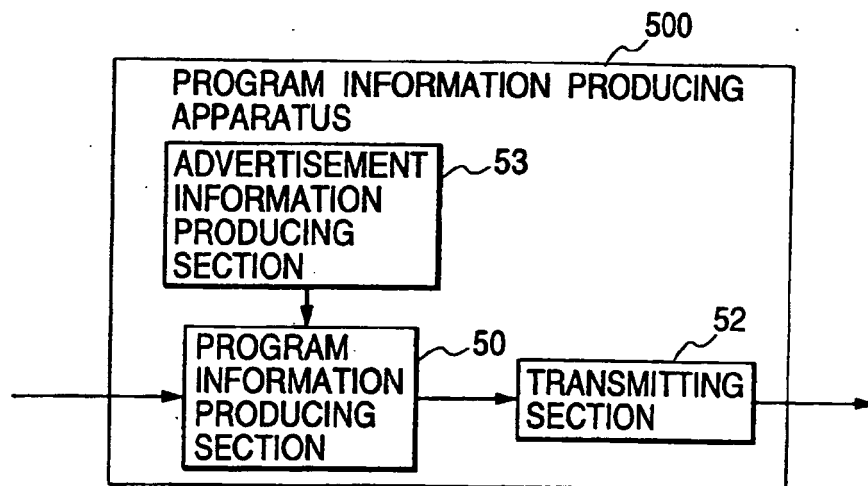 500
PROGRAM INFORMATION PRODUCING
APPARATUS
ADVERTISEMENT
INFORMATION
PRODUCING
SECTION
53
PROGRAM
INFORMATION
PRODUCING
SECTION
50
TRANSMITTING
SECTION
52